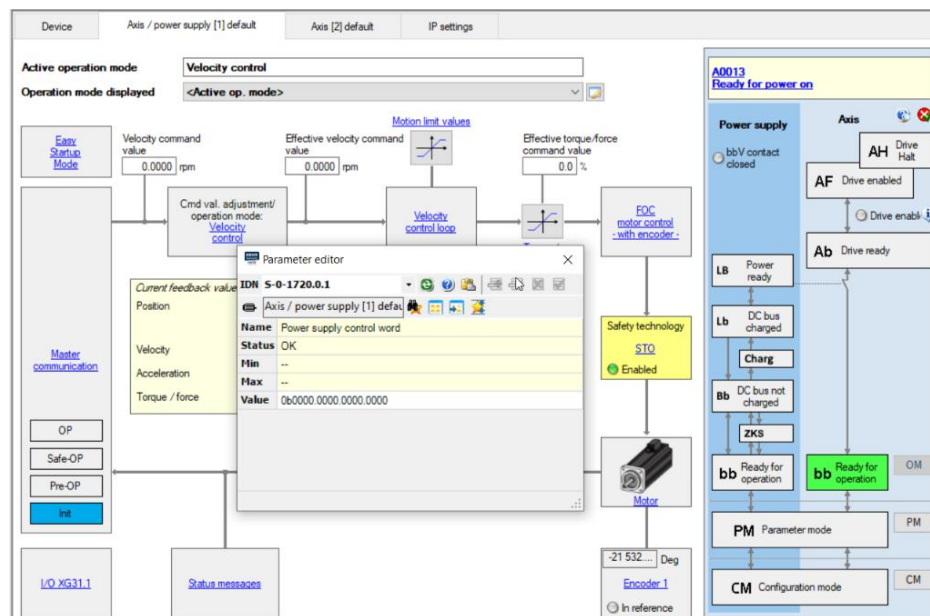 Device
Axis / power supply [1] default
Axis [2] default
IP settings
Active operation mode
Velocity control
Operation mode displayed
<Active op. mode>
Easy
Startup
Mode
Velocity command
value
0.0000 rpm
Effective velocity command
value
0.0000 rpm
Motion limit values
Effective torque/force
command value
0.0 %
Cmd val. adjustment/
operation mode:
Velocity
control
Velocity
control loop
FOC
motor control
- with encoder -
Current feedback value
Position
Velocity
Acceleration
Torque / force
Master
communication
OP
Safe-OP
Pre-OP
Init
I/O XG31.1
Status messages
Parameter editor
IDN S-0-1720.0.1
Axis / power supply [1] defau
Name Power supply control word
Status OK
Min --
Max --
Value 0b0000.0000.0000.0000
Safety technology
STO
Enabled
Motor
-21 532.... Deg
Encoder 1
In reference
A0013
Ready for power on
Power supply
Axis
bbV contact
closed
AH Drive
Halt
AF Drive enabled
Drive enabl
Ab Drive ready
LB Power
ready
Lb DC bus
charged
Charg
Bb DC bus not
charged
ZKS
bb Ready for
operation
bb Ready for
operation
OM
PM Parameter mode
PM
CM Configuration mode
CM